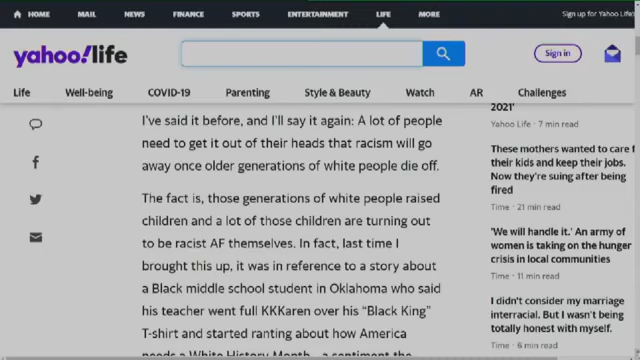 HOME MAIL NEWS FINANCE SPORTS ENTERTAINMENT LIFE MORE Sign up for Yahoo Life
yahoo!life Sign in
Life Well-being COVID-19 Parenting Style & Beauty Watch AR Challenges
I've said it before, and I'll say it again: A lot of people
need to get it out of their heads that racism will go
away once older generations of white people die off.
The fact is, those generations of white people raised
children and a lot of those children are turning out
to be racist AF themselves. In fact, last time I
brought this up, it was in reference to a story about
a Black middle school student in Oklahoma who said
his teacher went full KKKaren over his “Black King”
T-shirt and started ranting about how America
needs a White History Month—a sentiment the
2021'
Yahoo Life · 7 min read
These mothers wanted to care f
their kids and keep their jobs.
Now they're suing after being
fired
Time · 21 min read
'We will handle it.' An army of
women is taking on the hunger
crisis in local communities
Time · 11 min read
I didn't consider my marriage
interracial. But I wasn't being
totally honest with myself.
Time · 6 min read